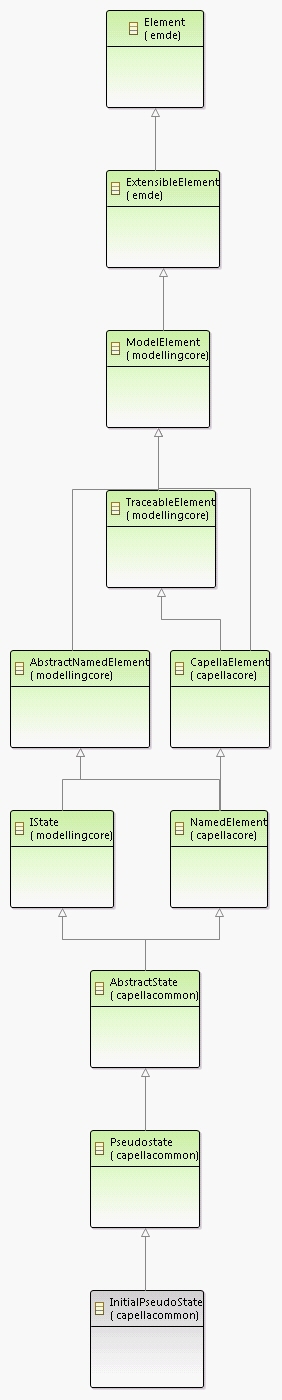 Element
( emde)
ExtensibleElement
( emde)
ModelElement
( modellingcore)
TraceableElement
( modellingcore)
AbstractNamedElement
( modellingcore)
CapellaElement
( capellacore)
IState
( modellingcore)
NamedElement
( capellacore)
AbstractState
( capellacommon)
Pseudostate
( capellacommon)
InitialPseudoState
( capellacommon)